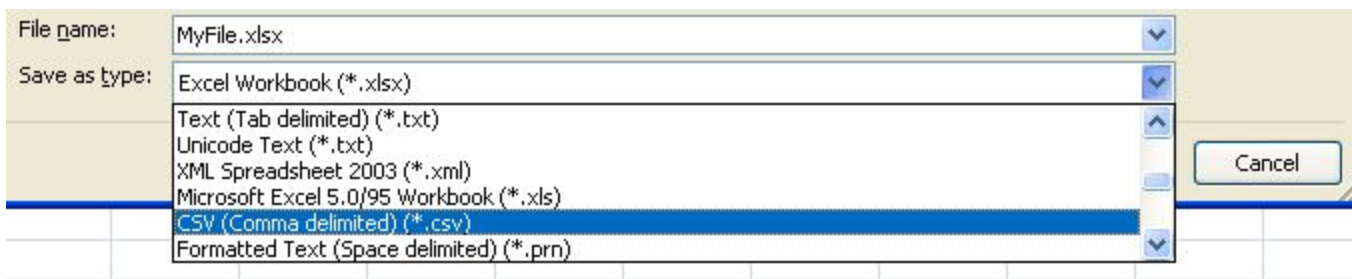 File name: MyFile.xlsx
Save as type: Excel Workbook (*.xlsx)
Text (Tab delimited) (*.txt)
Unicode Text (*.txt)
XML Spreadsheet 2003 (*.xml)
Microsoft Excel 5.0/95 Workbook (*.xls)
CSV (Comma delimited) (*.csv)
Formatted Text (Space delimited) (*.prn)
Cancel